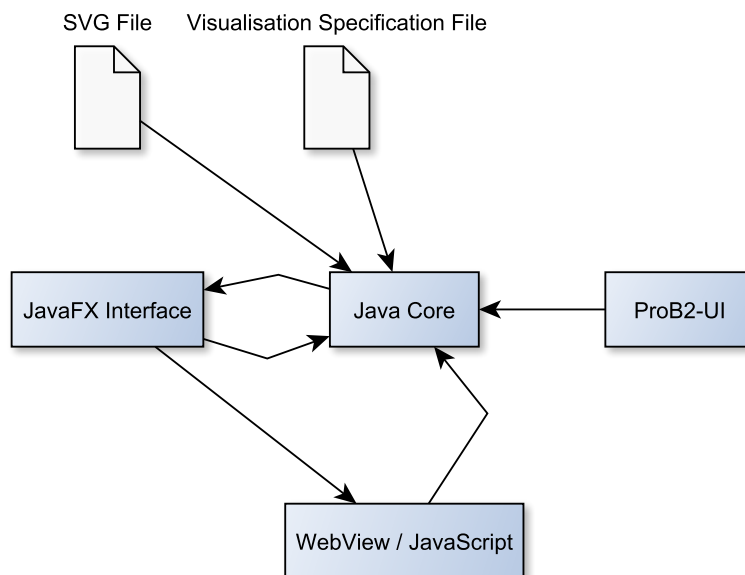 SVG File
Visualisation Specification File
JavaFX Interface
Java Core
ProB2-UI
WebView / JavaScript